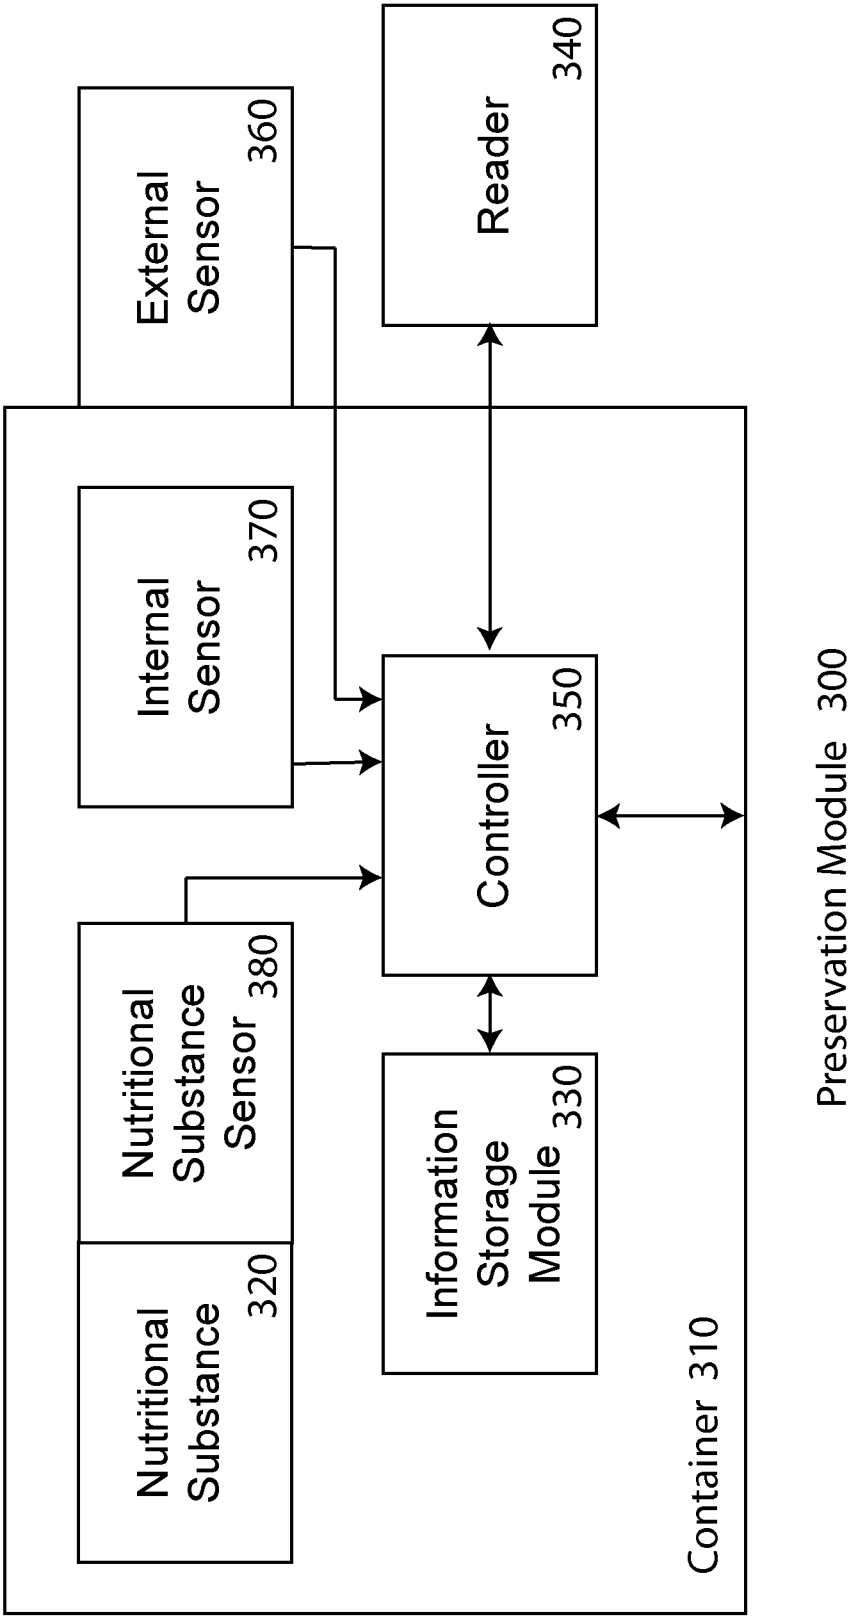 Nutritional
Substance
320
Nutritional
Substance
Sensor
380
Internal
Sensor
370
External
Sensor
360
Information
Storage
Module
330
Controller
350
Reader
340
Container 310
Preservation Module 300